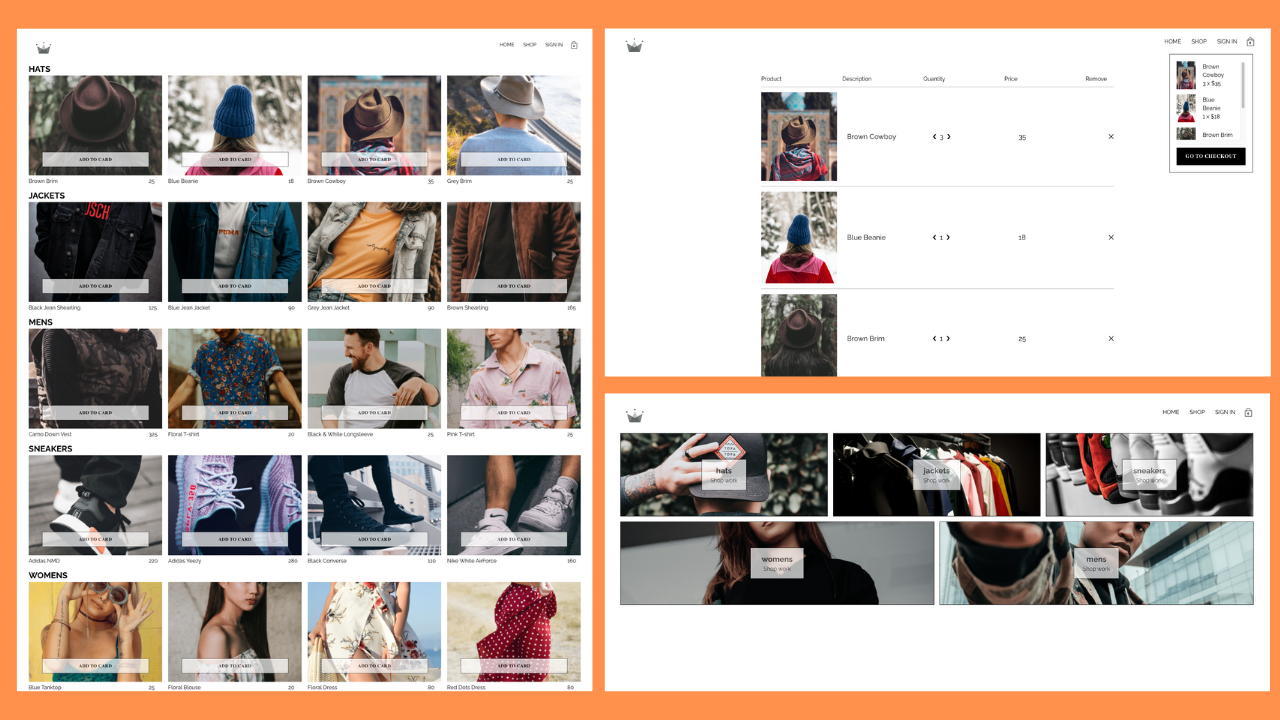 HOME SHOP SIGN IN
HATS
ADD TO CARD ADD TO CARD ADD TO CARD ADD TO CARD
Brown Brim 25 Blue Beanie 18 Brown Cowboy 35 Grey Brim 25
JACKETS
JSCH PUMA
ADD TO CARD ADD TO CARD ADD TO CARD ADD TO CARD
Black Jean Shearling 125 Blue Jean Jacket 90 Grey Jean Jacket 90 Brown Shearling 165
MENS
ADD TO CARD ADD TO CARD ADD TO CARD ADD TO CARD
Camo Down Vest 325 Floral T-shirt 20 Black & White Longsleeve 25 Pink T-shirt 25
SNEAKERS
ADD TO CARD ADD TO CARD ADD TO CARD ADD TO CARD
Adidas NMD 220 Adidas Yeezy 280 Black Converse 110 Nike White AirForce 160
WOMENS
ADD TO CARD ADD TO CARD ADD TO CARD ADD TO CARD
Blue Tanktop 25 Floral Blouse 20 Floral Dress 80 Red Dots Dress 80
HOME SHOP SIGN IN
Product Description Quantity Price Remove
Brown Cowboy ❮ 3 ❯ 35 ✕
Blue Beanie ❮ 1 ❯ 18 ✕
Brown Brim ❮ 1 ❯ 25 ✕
Brown
Cowboy
3 x $35
Blue
Beanie
1 x $18
Brown Brim
GO TO CHECKOUT
HOME SHOP SIGN IN
hats
Shop work
jackets
Shop work
sneakers
Shop work
womens
Shop work
mens
Shop work